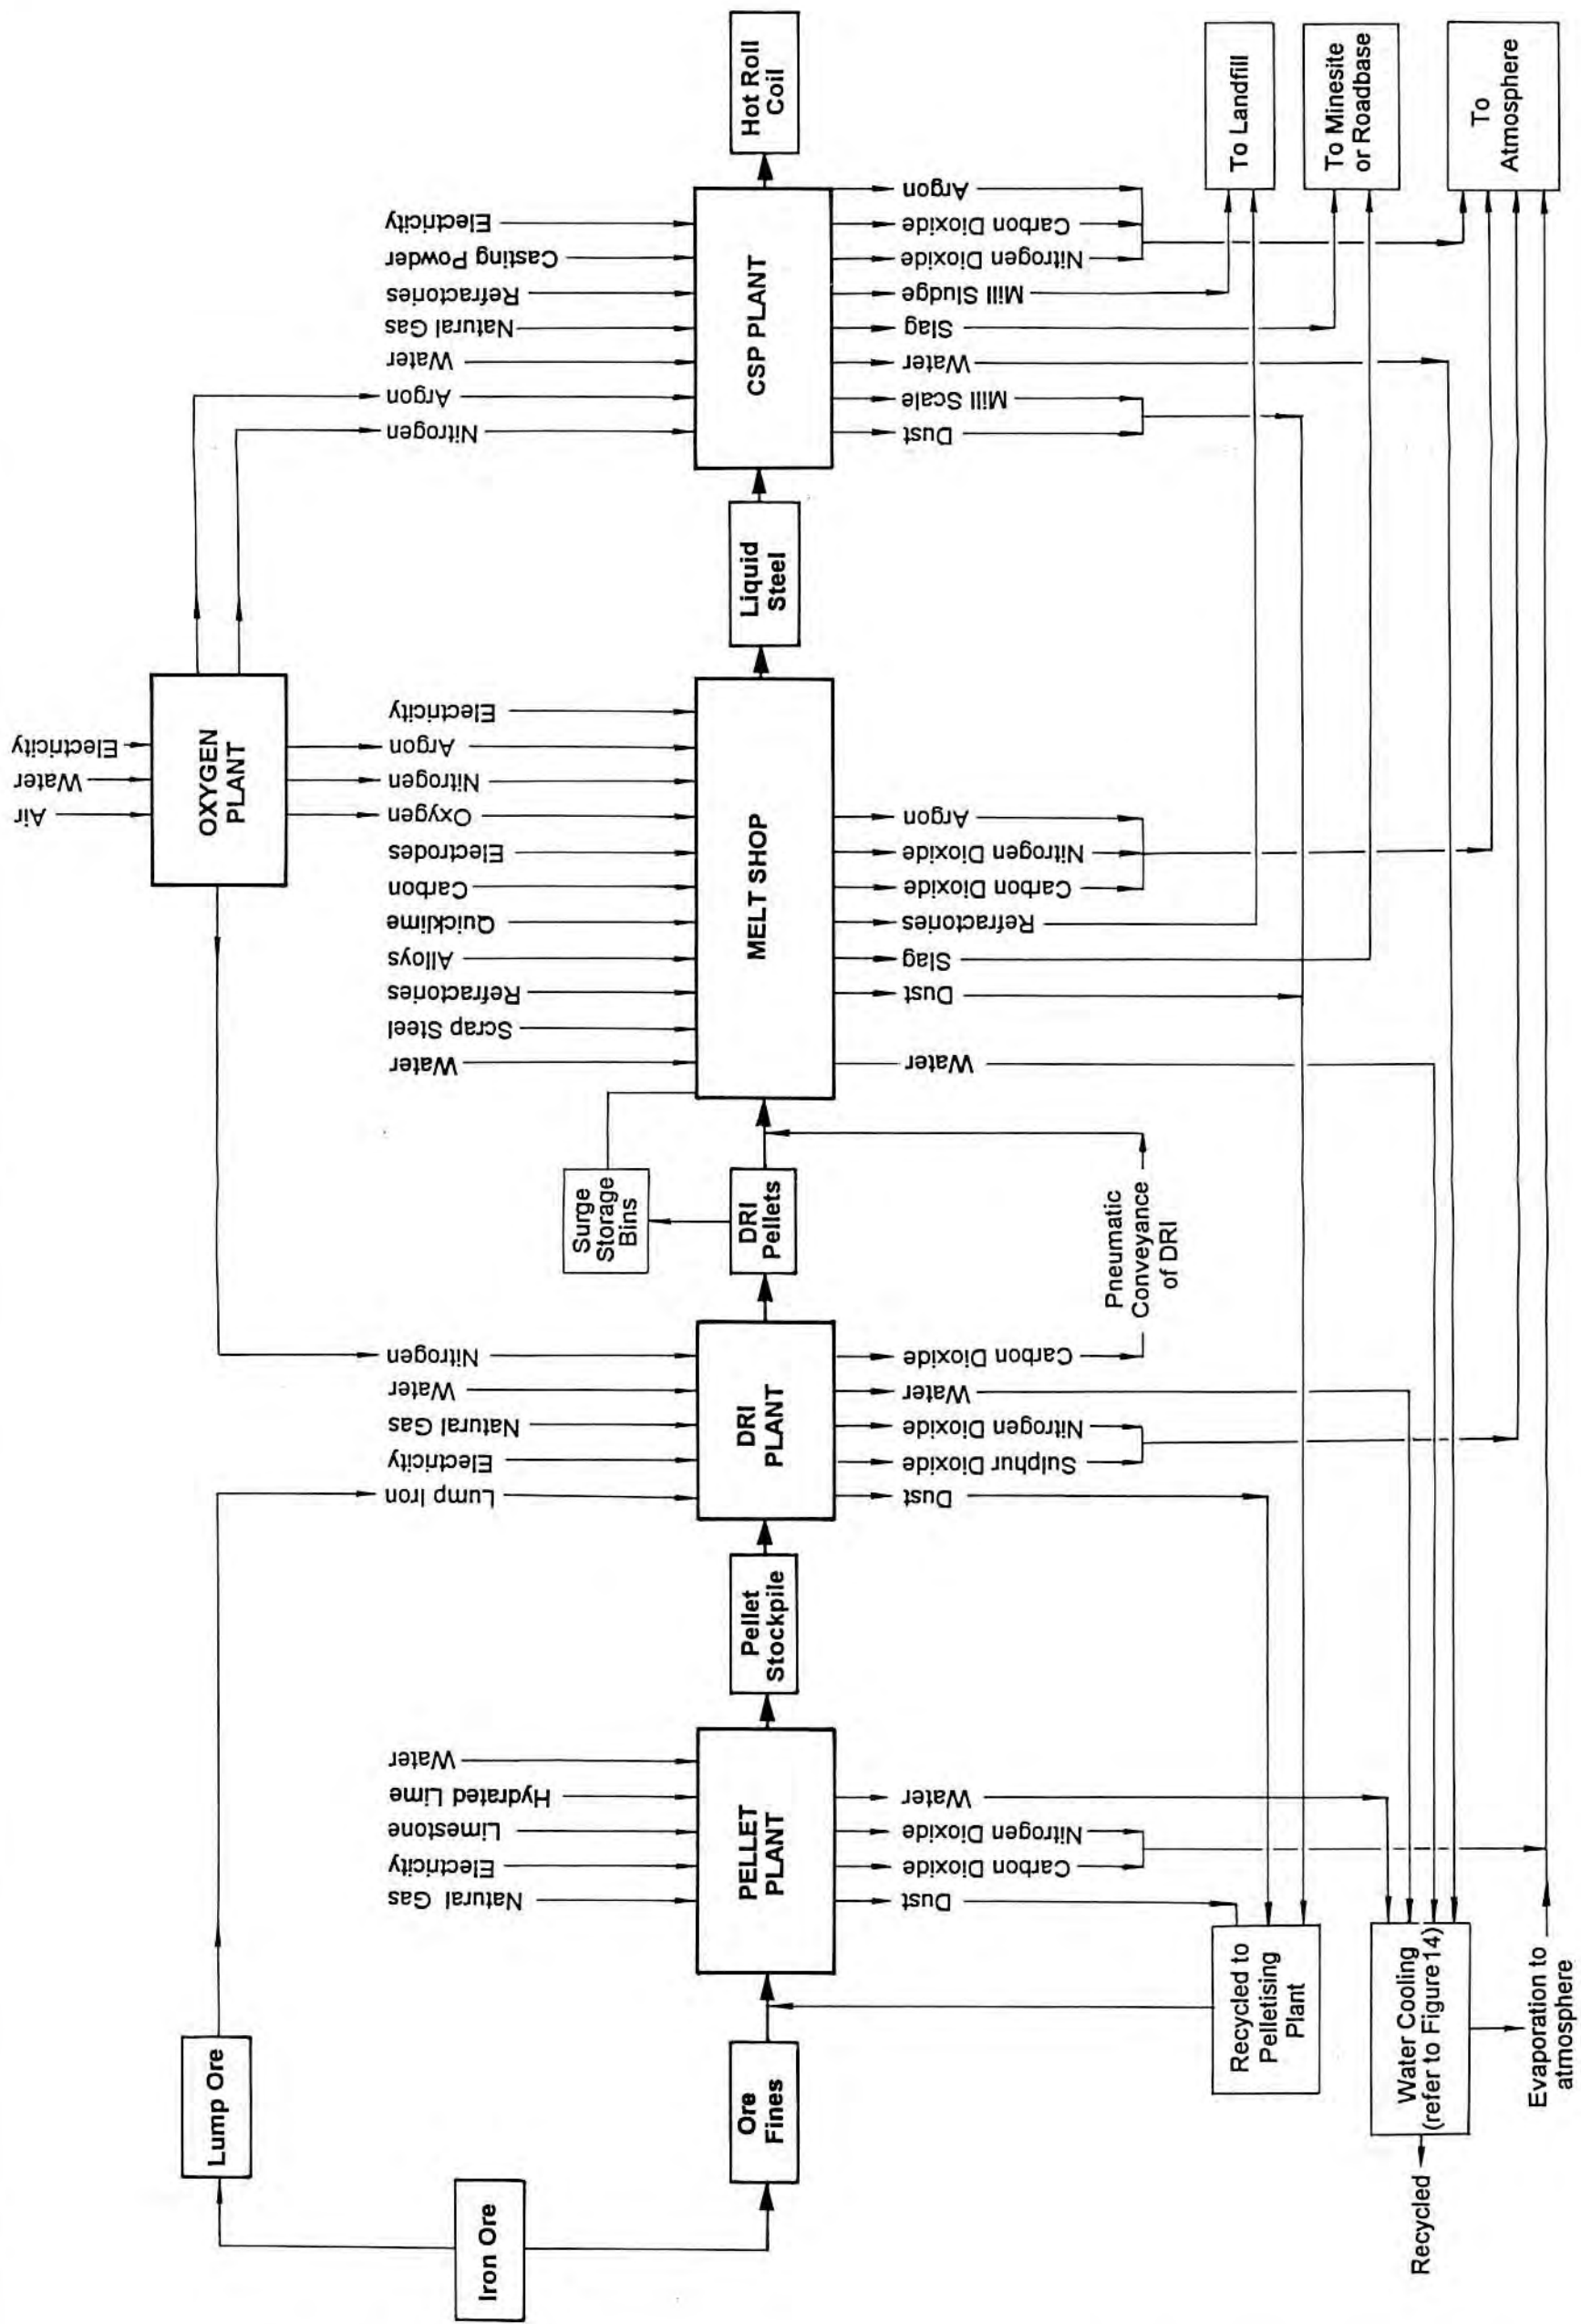 Electricity
Water
Air
OXYGEN
PLANT
Lump Ore
Iron Ore
Natural Gas
Electricity
Limestone
Hydrated Lime
Water
Lump Iron
Electricity
Natural Gas
Water
Nitrogen
Water
Scrap Steel
Refractories
Alloys
Quicklime
Carbon
Electrodes
Oxygen
Nitrogen
Argon
Electricity
Nitrogen
Argon
Water
Natural Gas
Refractories
Casting Powder
Electricity
Surge
Storage
Bins
Ore
Fines
PELLET
PLANT
Pellet
Stockpile
DRI
PLANT
DRI
Pellets
MELT SHOP
Liquid
Steel
CSP PLANT
Hot Roll
Coil
Dust
Carbon Dioxide
Nitrogen Dioxide
Water
Dust
Sulphur Dioxide
Nitrogen Dioxide
Water
Carbon Dioxide
Water
Dust
Slag
Refractories
Carbon Dioxide
Nitrogen Dioxide
Argon
Dust
Mill Scale
Water
Slag
Mill Sludge
Nitrogen Dioxide
Carbon Dioxide
Argon
Pneumatic
Conveyance
of DRI
Recycled to
Pelletising
Plant
To Landfill
To Minesite
or Roadbase
Water Cooling
(refer to Figure 14)
To
Atmosphere
Recycled
Evaporation to
atmosphere